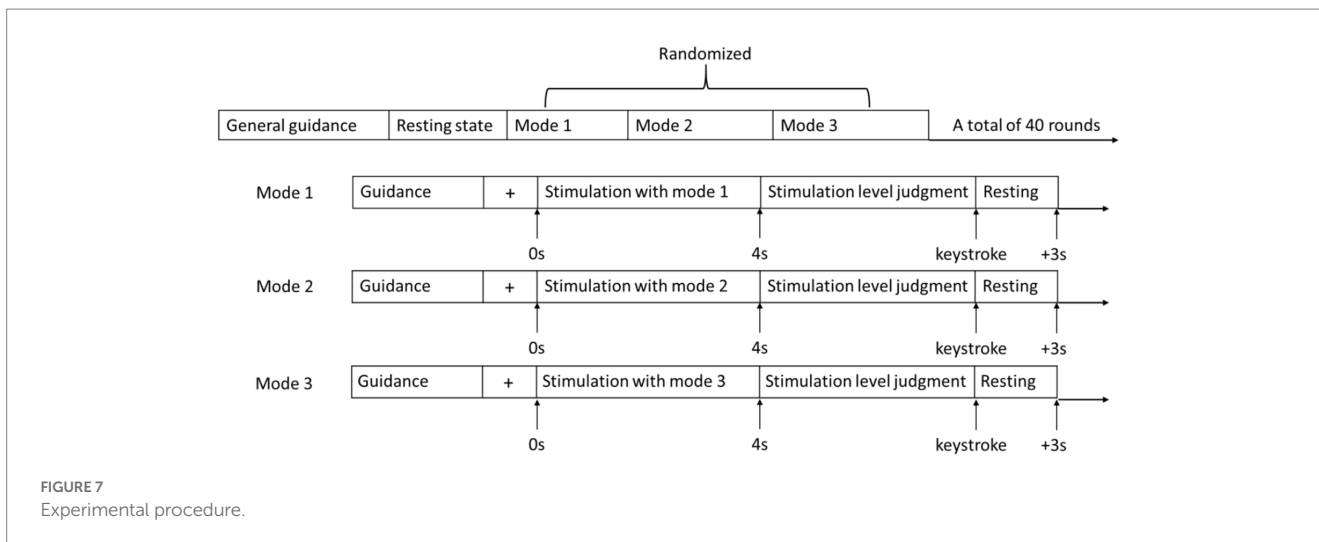 Randomized
General guidance Resting state Mode 1 Mode 2 Mode 3 A total of 40 rounds
Mode 1 Guidance + Stimulation with mode 1 Stimulation level judgment Resting
0s 4s keystroke +3s
Mode 2 Guidance + Stimulation with mode 2 Stimulation level judgment Resting
0s 4s keystroke +3s
Mode 3 Guidance + Stimulation with mode 3 Stimulation level judgment Resting
0s 4s keystroke +3s
FIGURE 7
Experimental procedure.